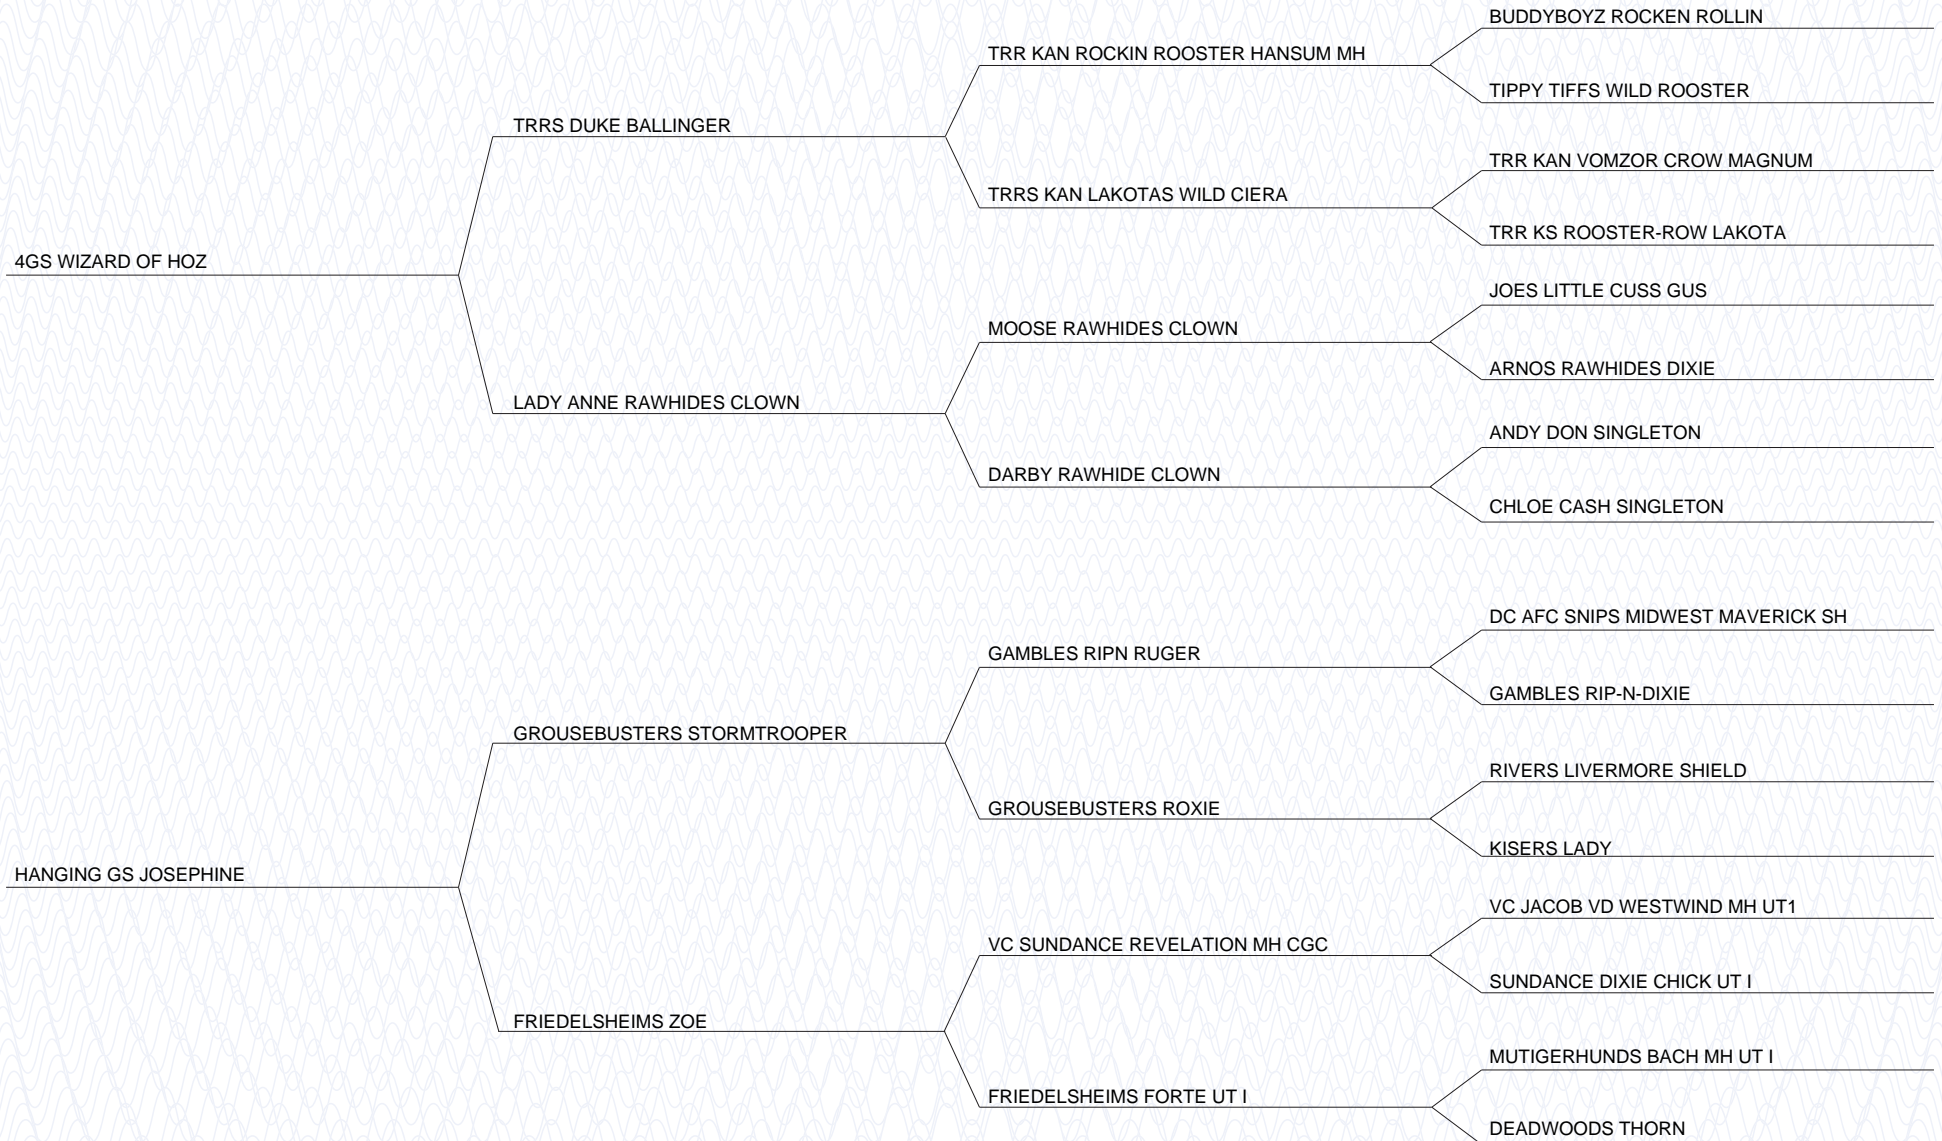 BUDDYBOYZ ROCKEN ROLLIN
TRR KAN ROCKIN ROOSTER HANSUM MH
TIPPY TIFFS WILD ROOSTER
TRRS DUKE BALLINGER
TRR KAN VOMZOR CROW MAGNUM
TRRS KAN LAKOTAS WILD CIERA
TRR KS ROOSTER-ROW LAKOTA
4GS WIZARD OF HOZ
JOES LITTLE CUSS GUS
MOOSE RAWHIDES CLOWN
ARNOS RAWHIDES DIXIE
LADY ANNE RAWHIDES CLOWN
ANDY DON SINGLETON
DARBY RAWHIDE CLOWN
CHLOE CASH SINGLETON
DC AFC SNIPS MIDWEST MAVERICK SH
GAMBLES RIPN RUGER
GAMBLES RIP-N-DIXIE
GROUSEBUSTERS STORMTROOPER
RIVERS LIVERMORE SHIELD
GROUSEBUSTERS ROXIE
KISERS LADY
HANGING GS JOSEPHINE
VC JACOB VD WESTWIND MH UT1
VC SUNDANCE REVELATION MH CGC
SUNDANCE DIXIE CHICK UT I
FRIEDELSHEIMS ZOE
MUTIGERHUNDS BACH MH UT I
FRIEDELSHEIMS FORTE UT I
DEADWOODS THORN